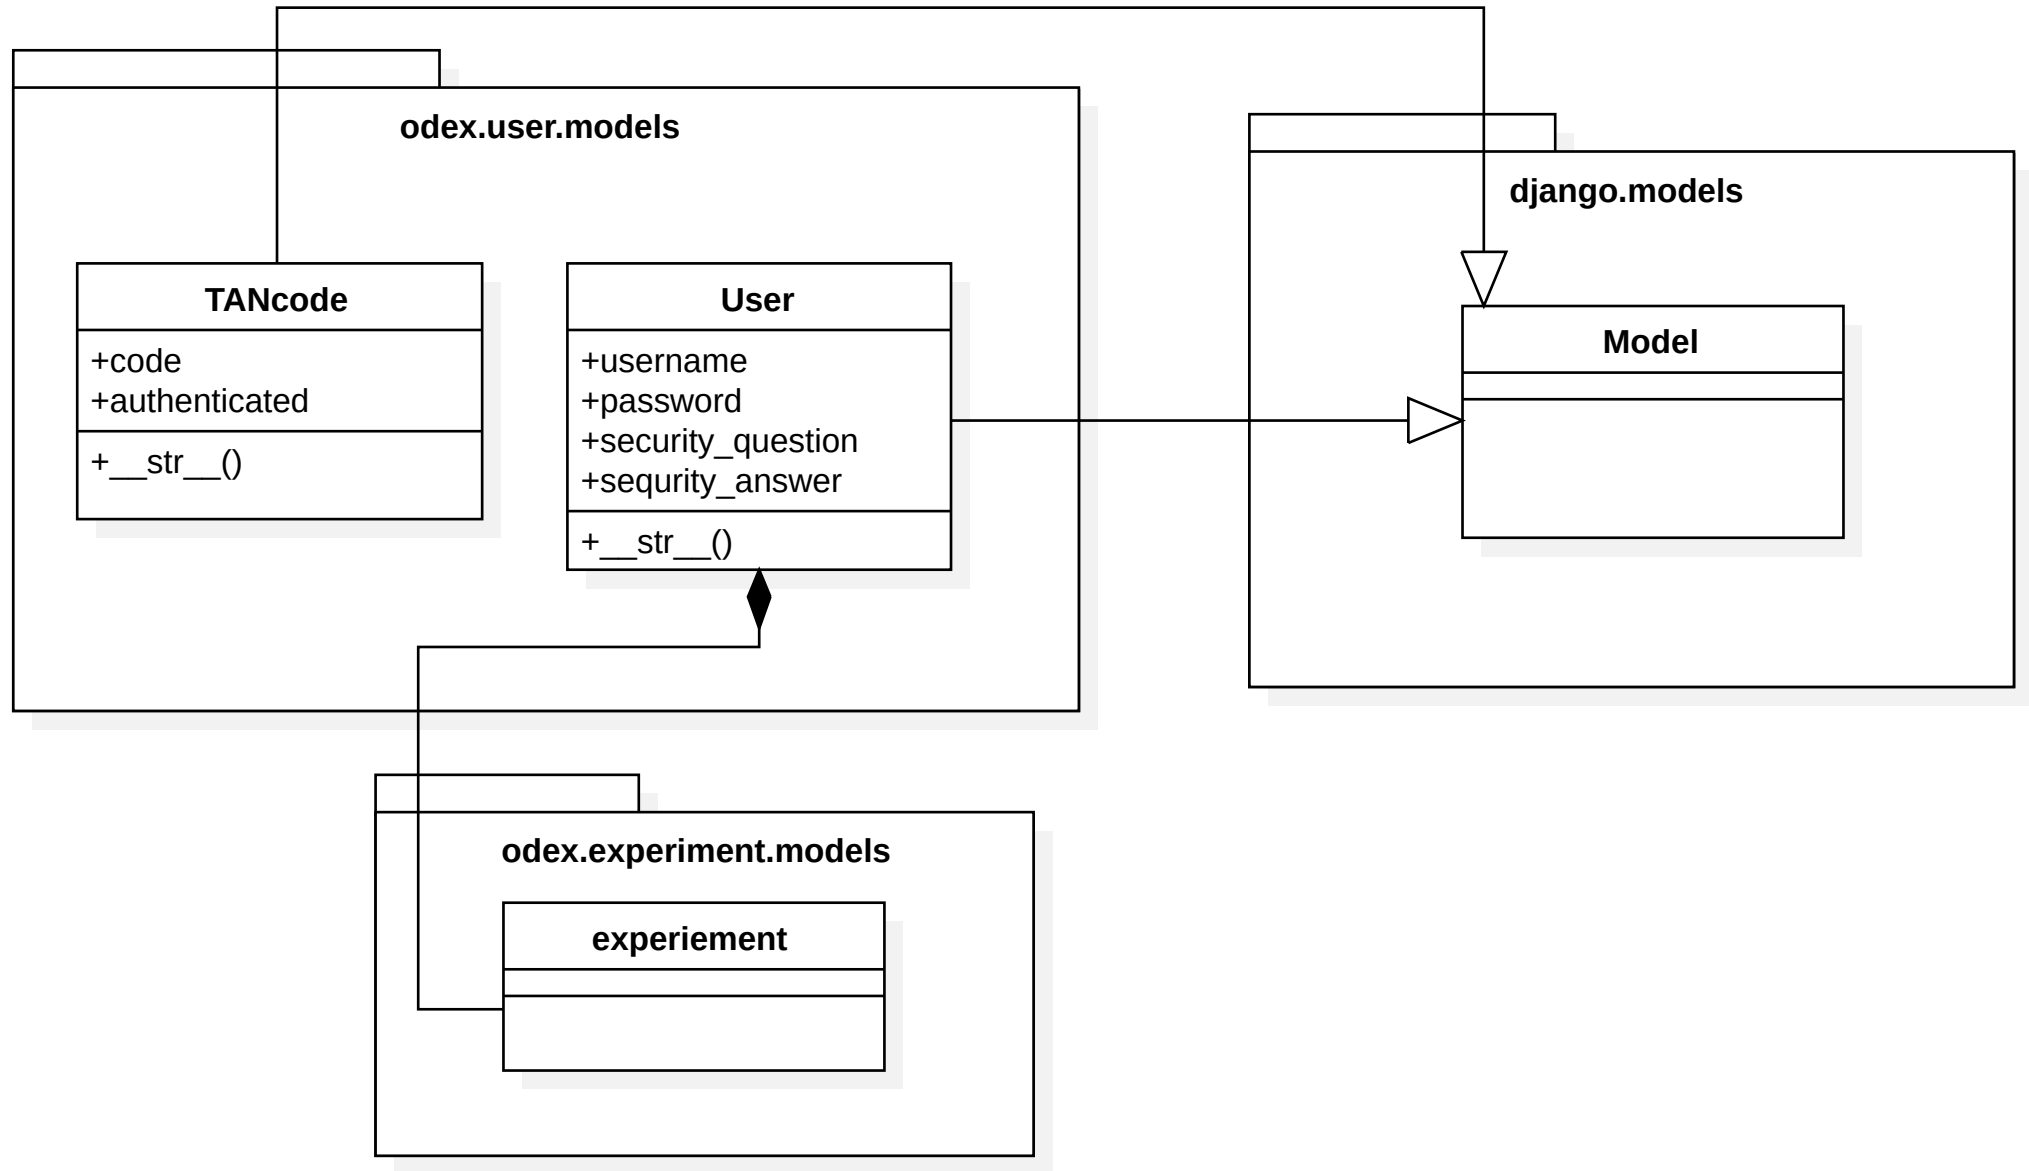 odex.user.models
TANcode
+code
+authenticated
+__str__()
User
+username
+password
+security_question
+sequrity_answer
+__str__()
django.models
Model
odex.experiment.models
experiement